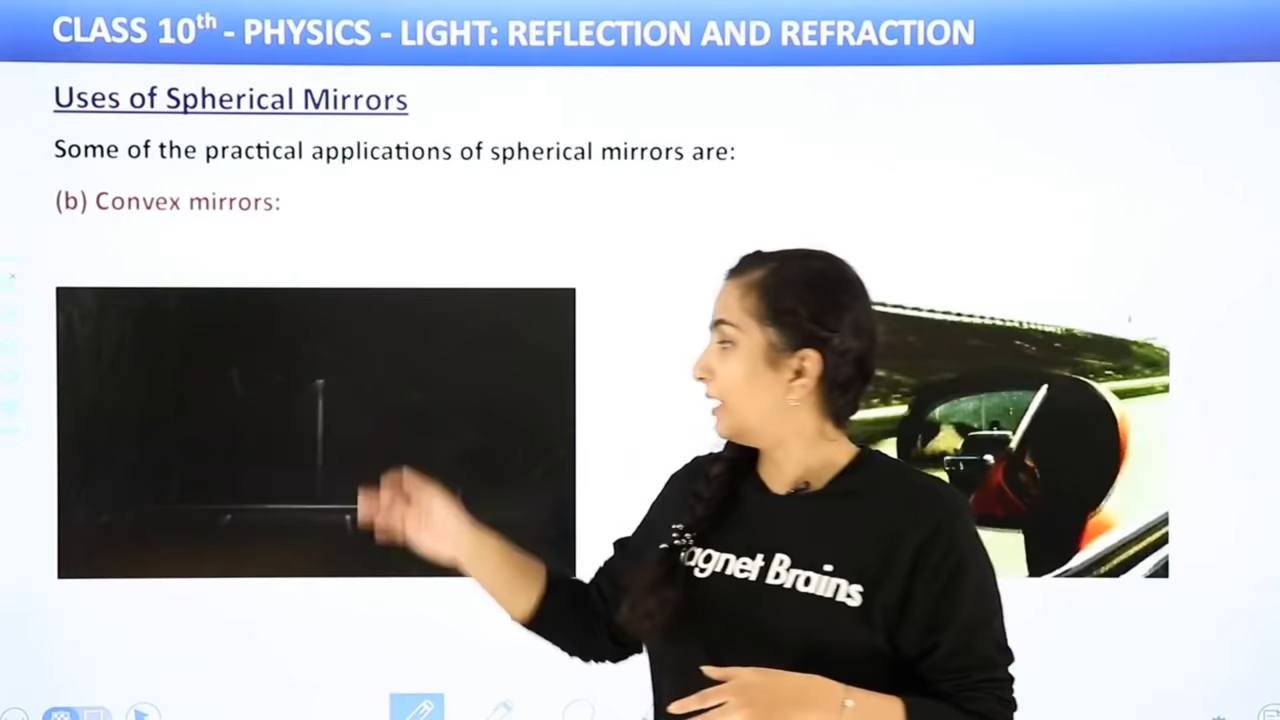 CLASS 10th - PHYSICS - LIGHT: REFLECTION AND REFRACTION
Uses of Spherical Mirrors
Some of the practical applications of spherical mirrors are:
(b) Convex mirrors:
agnet Brains